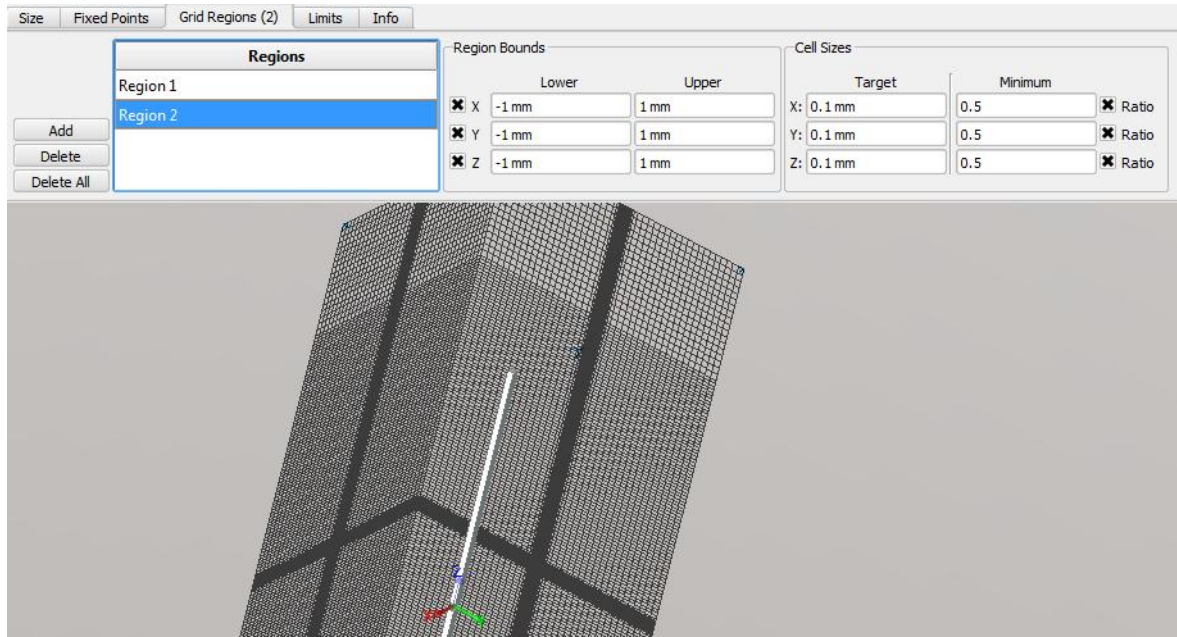 Size Fixed Points Grid Regions (2) Limits Info
Regions
Region 1
Region 2
Add
Delete
Delete All
Region Bounds
Lower Upper
X -1 mm 1 mm
Y -1 mm 1 mm
Z -1 mm 1 mm
Cell Sizes
Target Minimum
X: 0.1 mm 0.5 Ratio
Y: 0.1 mm 0.5 Ratio
Z: 0.1 mm 0.5 Ratio
Z
X